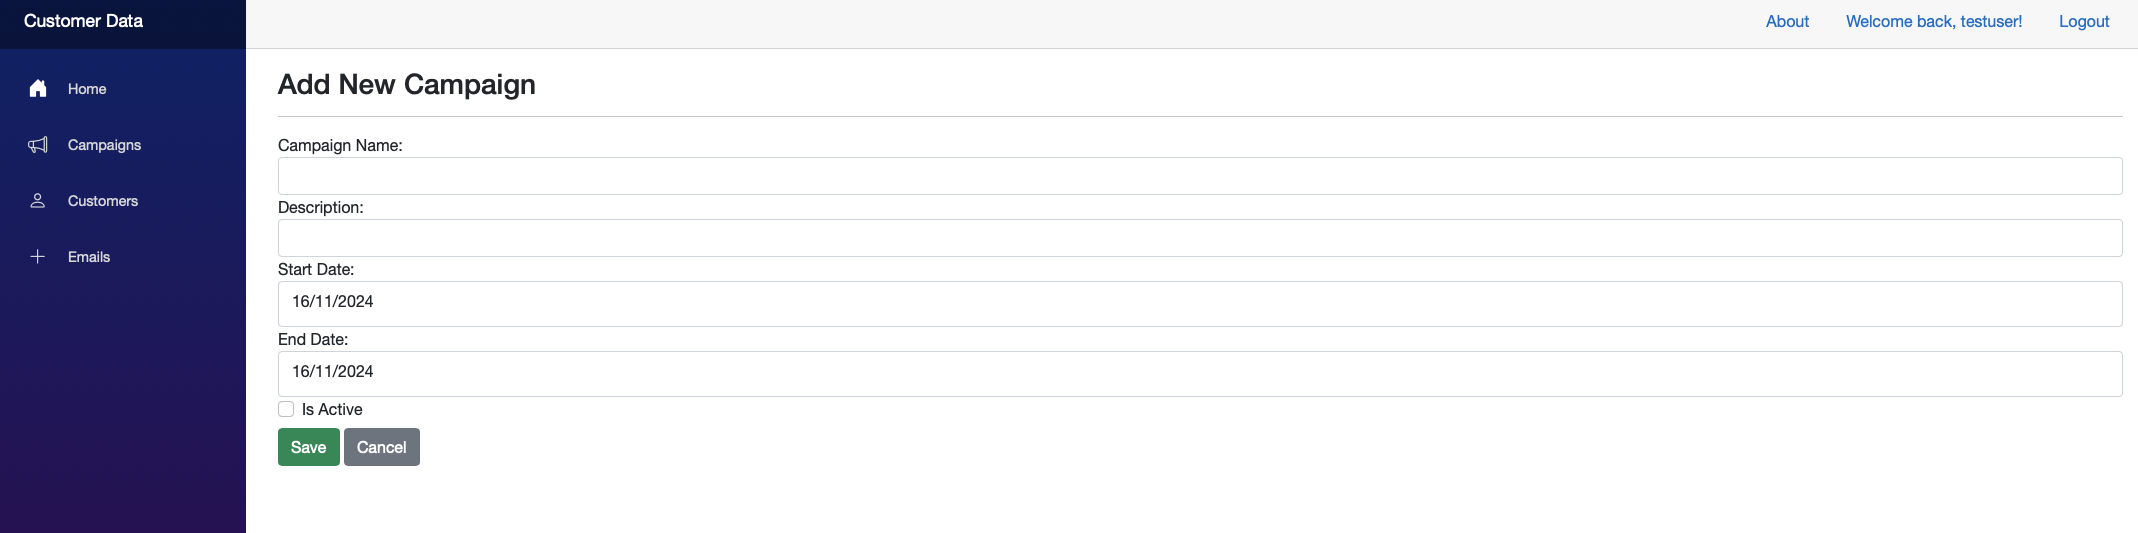 Customer Data
About
Welcome back, testuser!
Logout
Home
Campaigns
Customers
Emails
Add New Campaign
Campaign Name:
Description:
Start Date:
16/11/2024
End Date:
16/11/2024
Is Active
Save
Cancel